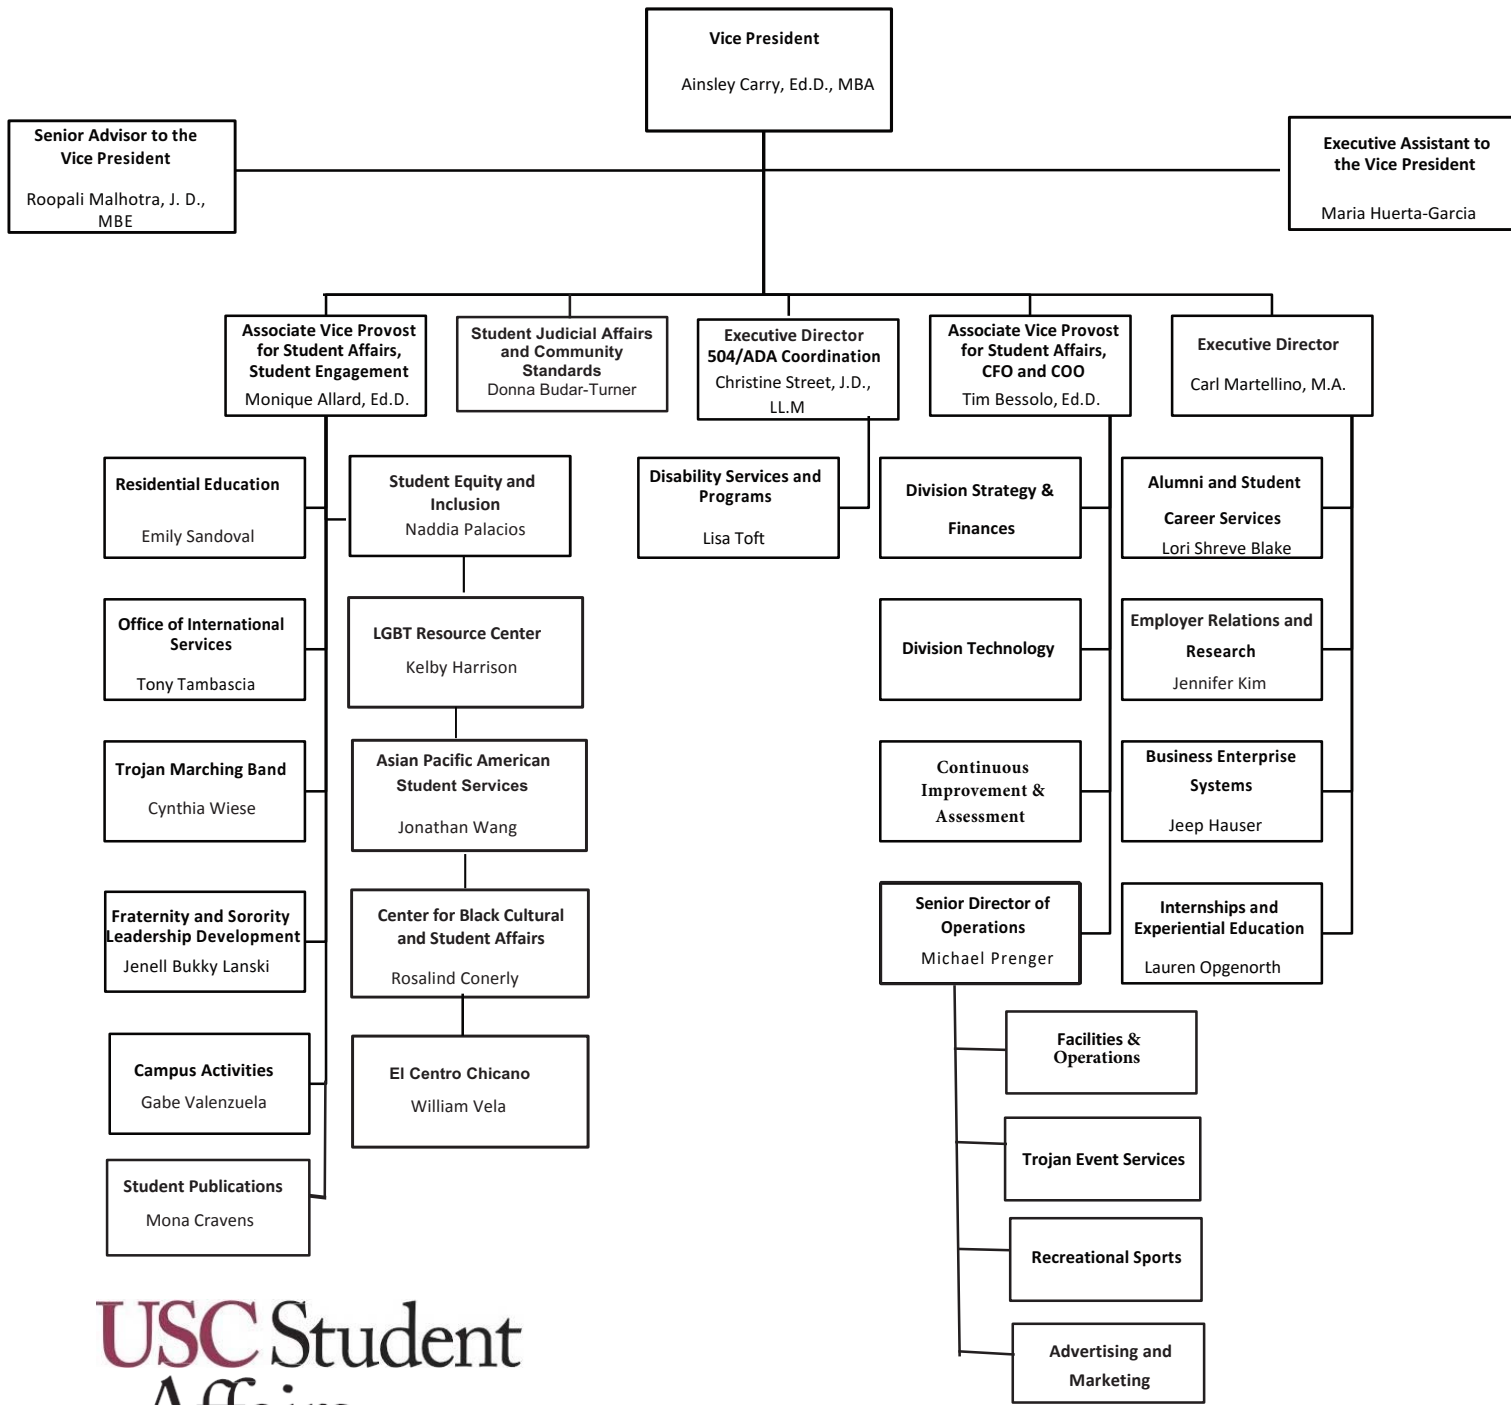 Vice President
Ainsley Carry, Ed.D., MBA
Senior Advisor to the
Vice President
Roopali Malhotra, J. D.,
MBE
Executive Assistant to
the Vice President
Maria Huerta-Garcia
Associate Vice Provost
for Student Affairs,
Student Engagement
Monique Allard, Ed.D.
Student Judicial Affairs
and Community
Standards
Donna Budar-Turner
Executive Director
504/ADA Coordination
Christine Street, J.D.,
LL.M
Associate Vice Provost
for Student Affairs,
CFO and COO
Tim Bessolo, Ed.D.
Executive Director
Carl Martellino, M.A.
Residential Education
Emily Sandoval
Student Equity and
Inclusion
Naddia Palacios
Disability Services and
Programs
Lisa Toft
Division Strategy &
Finances
Alumni and Student
Career Services
Lori Shreve Blake
Office of International
Services
Tony Tambascia
LGBT Resource Center
Kelby Harrison
Division Technology
Employer Relations and
Research
Jennifer Kim
Trojan Marching Band
Cynthia Wiese
Asian Pacific American
Student Services
Jonathan Wang
Continuous
Improvement &
Assessment
Business Enterprise
Systems
Jeep Hauser
Fraternity and Sorority
Leadership Development
Jenell Bukky Lanski
Center for Black Cultural
and Student Affairs
Rosalind Conerly
Senior Director of
Operations
Michael Prenger
Internships and
Experiential Education
Lauren Opgenorth
Campus Activities
Gabe Valenzuela
El Centro Chicano
William Vela
Facilities &
Operations
Student Publications
Mona Cravens
Trojan Event Services
Recreational Sports
Advertising and
Marketing
USC Student
Affairs